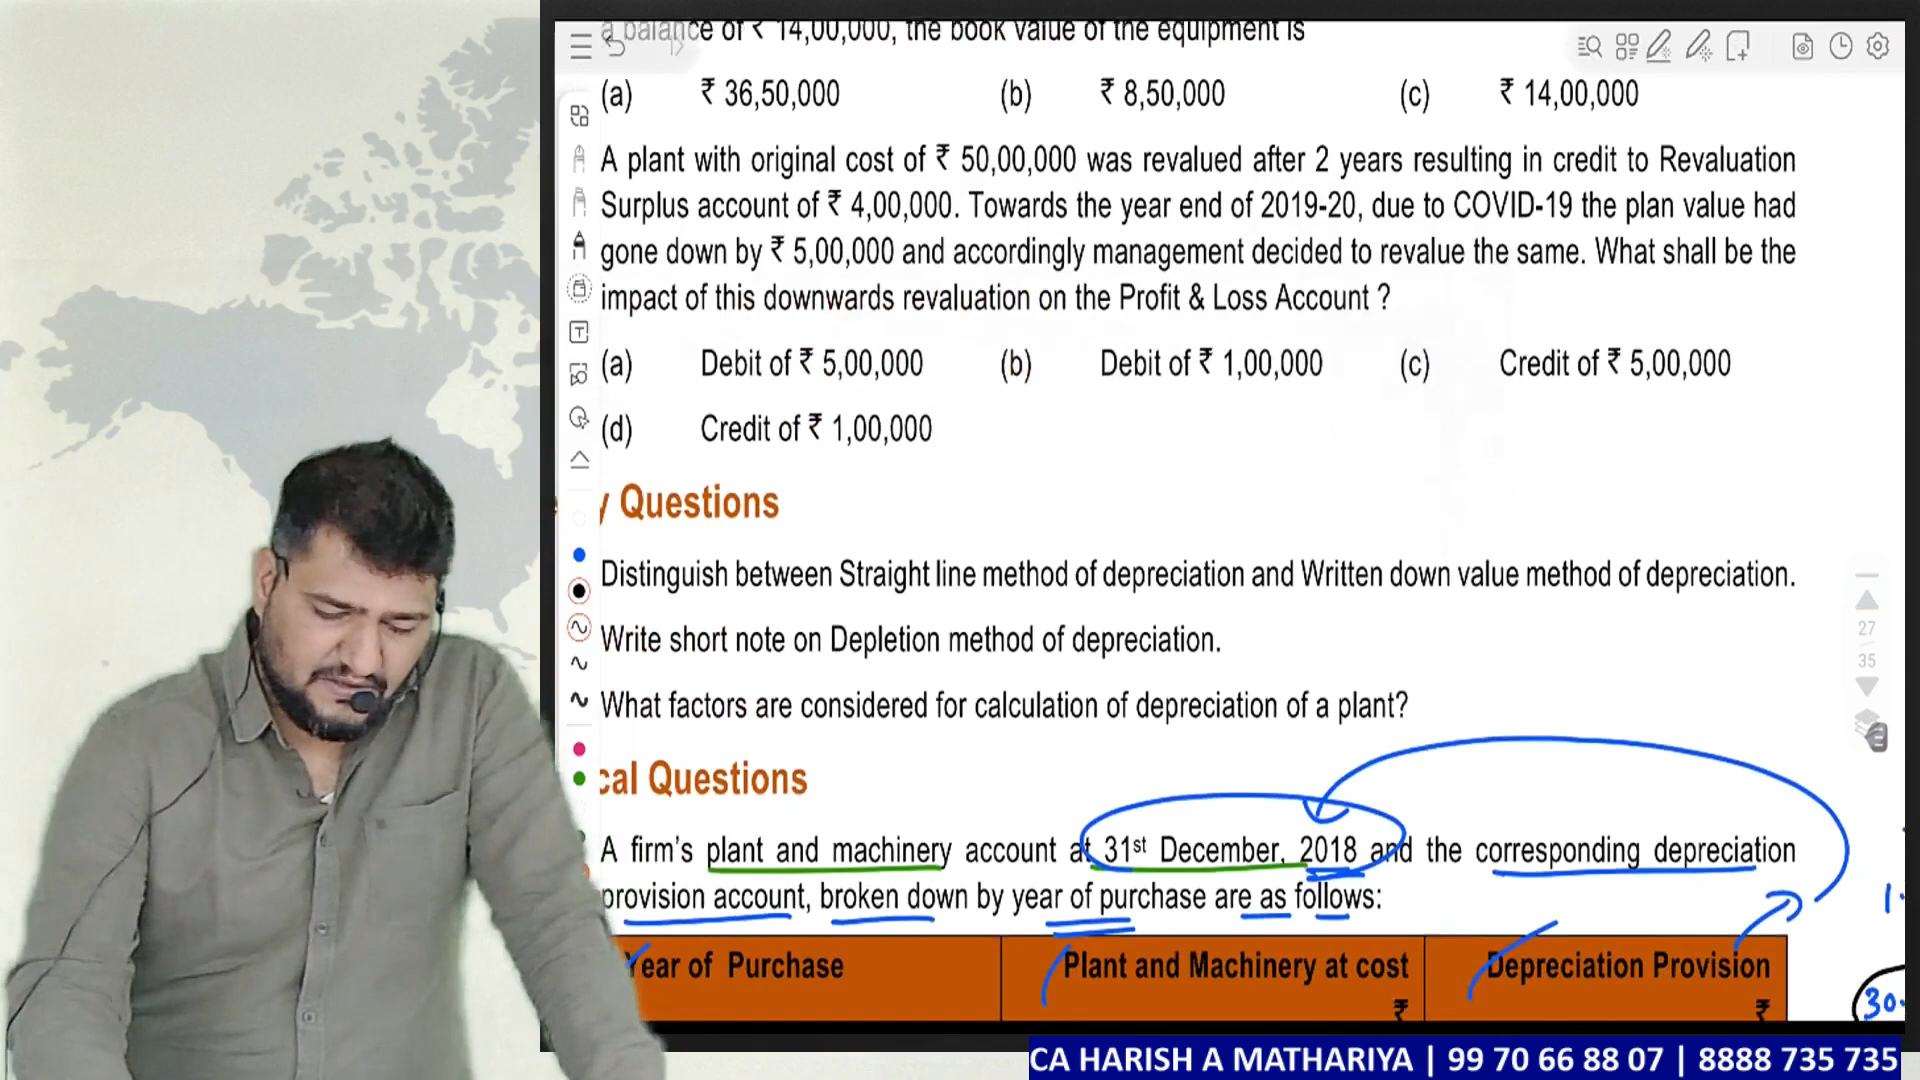 a balance of ₹ 14,00,000, the book value of the equipment is
(a) ₹ 36,50,000 (b) ₹ 8,50,000 (c) ₹ 14,00,000
A plant with original cost of ₹ 50,00,000 was revalued after 2 years resulting in credit to Revaluation
Surplus account of ₹ 4,00,000. Towards the year end of 2019-20, due to COVID-19 the plan value had
gone down by ₹ 5,00,000 and accordingly management decided to revalue the same. What shall be the
impact of this downwards revaluation on the Profit & Loss Account ?
(a) Debit of ₹ 5,00,000 (b) Debit of ₹ 1,00,000 (c) Credit of ₹ 5,00,000
(d) Credit of ₹ 1,00,000
y Questions
Distinguish between Straight line method of depreciation and Written down value method of depreciation.
Write short note on Depletion method of depreciation.
27
35
What factors are considered for calculation of depreciation of a plant?
cal Questions
A firm's plant and machinery account at 31st December, 2018 and the corresponding depreciation
provision account, broken down by year of purchase are as follows:
Year of Purchase Plant and Machinery at cost Depreciation Provision
₹ ₹
30
CA HARISH A MATHARIYA | 99 70 66 88 07 | 8888 735 735